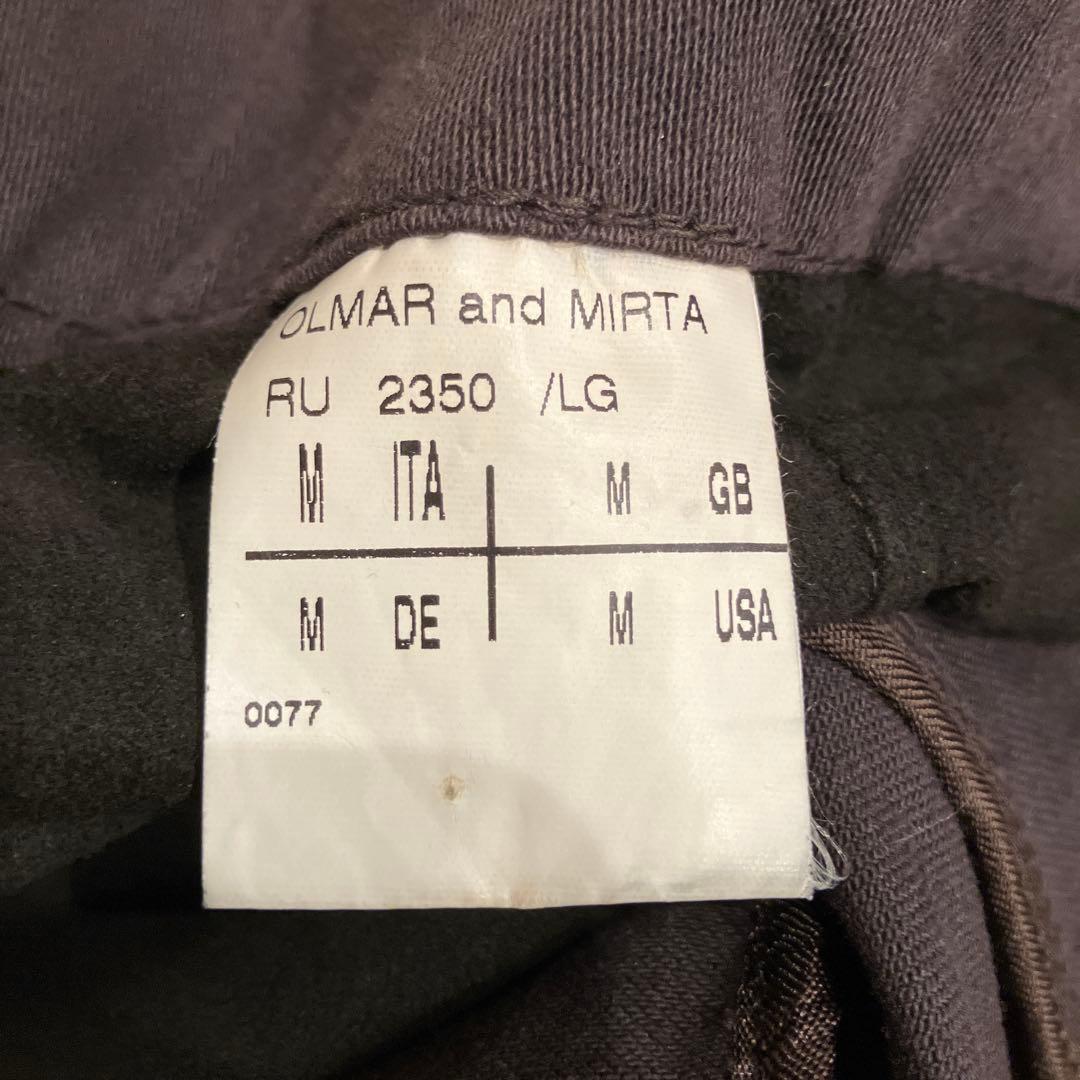 OLMAR and MIRTA
RU 2350 /LG
M ITA M GB
M DE M USA
0077